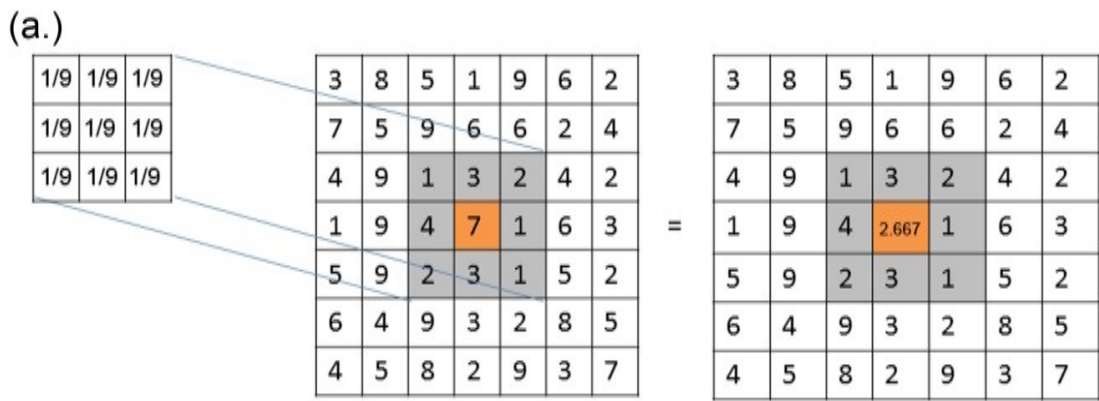 (a.)
1/9 1/9 1/9
1/9 1/9 1/9
1/9 1/9 1/9
3 8 5 1 9 6 2
7 5 9 6 6 2 4
4 9 1 3 2 4 2
1 9 4 7 1 6 3
5 9 2 3 1 5 2
6 4 9 3 2 8 5
4 5 8 2 9 3 7
=
3 8 5 1 9 6 2
7 5 9 6 6 2 4
4 9 1 3 2 4 2
1 9 4 2.667 1 6 3
5 9 2 3 1 5 2
6 4 9 3 2 8 5
4 5 8 2 9 3 7